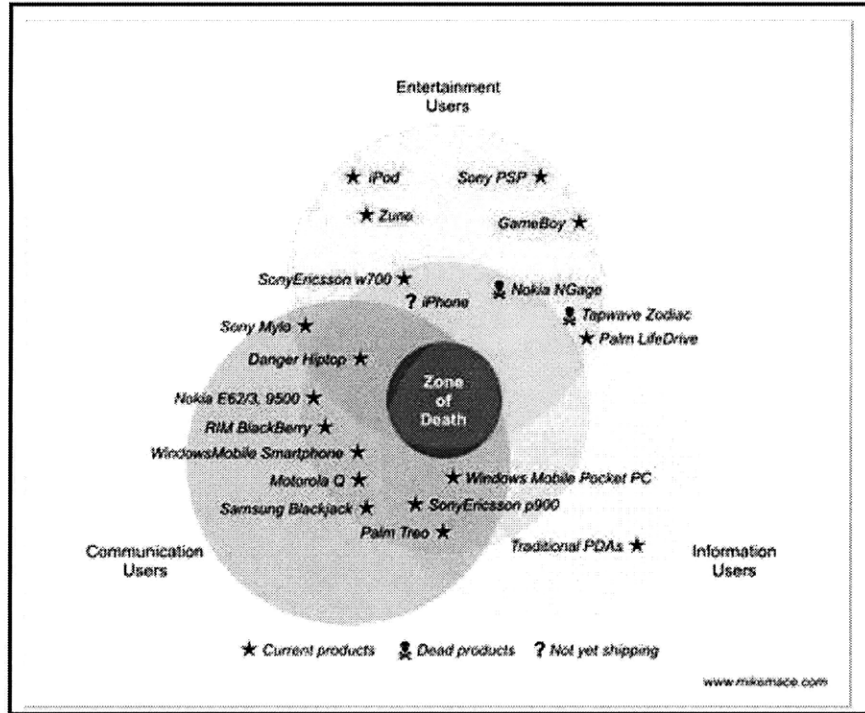 Entertainment
Users
iPod
Sony PSP
Zune
GameBoy
SonyEricsson w700
? iPhone
Nokia NGage
Sony Mylo
Tapwave Zodiac
Palm LifeDrive
Danger Hiptop
Zone
of
Death
Nokia E62/3, 9500
RIM BlackBerry
WindowsMobile Smartphone
Motorola Q
Windows Mobile Pocket PC
Samsung Blackjack
SonyEricsson p900
Palm Treo
Communication
Users
Traditional PDAs
Information
Users
Current products
Dead products
? Not yet shipping
www.mikemace.com